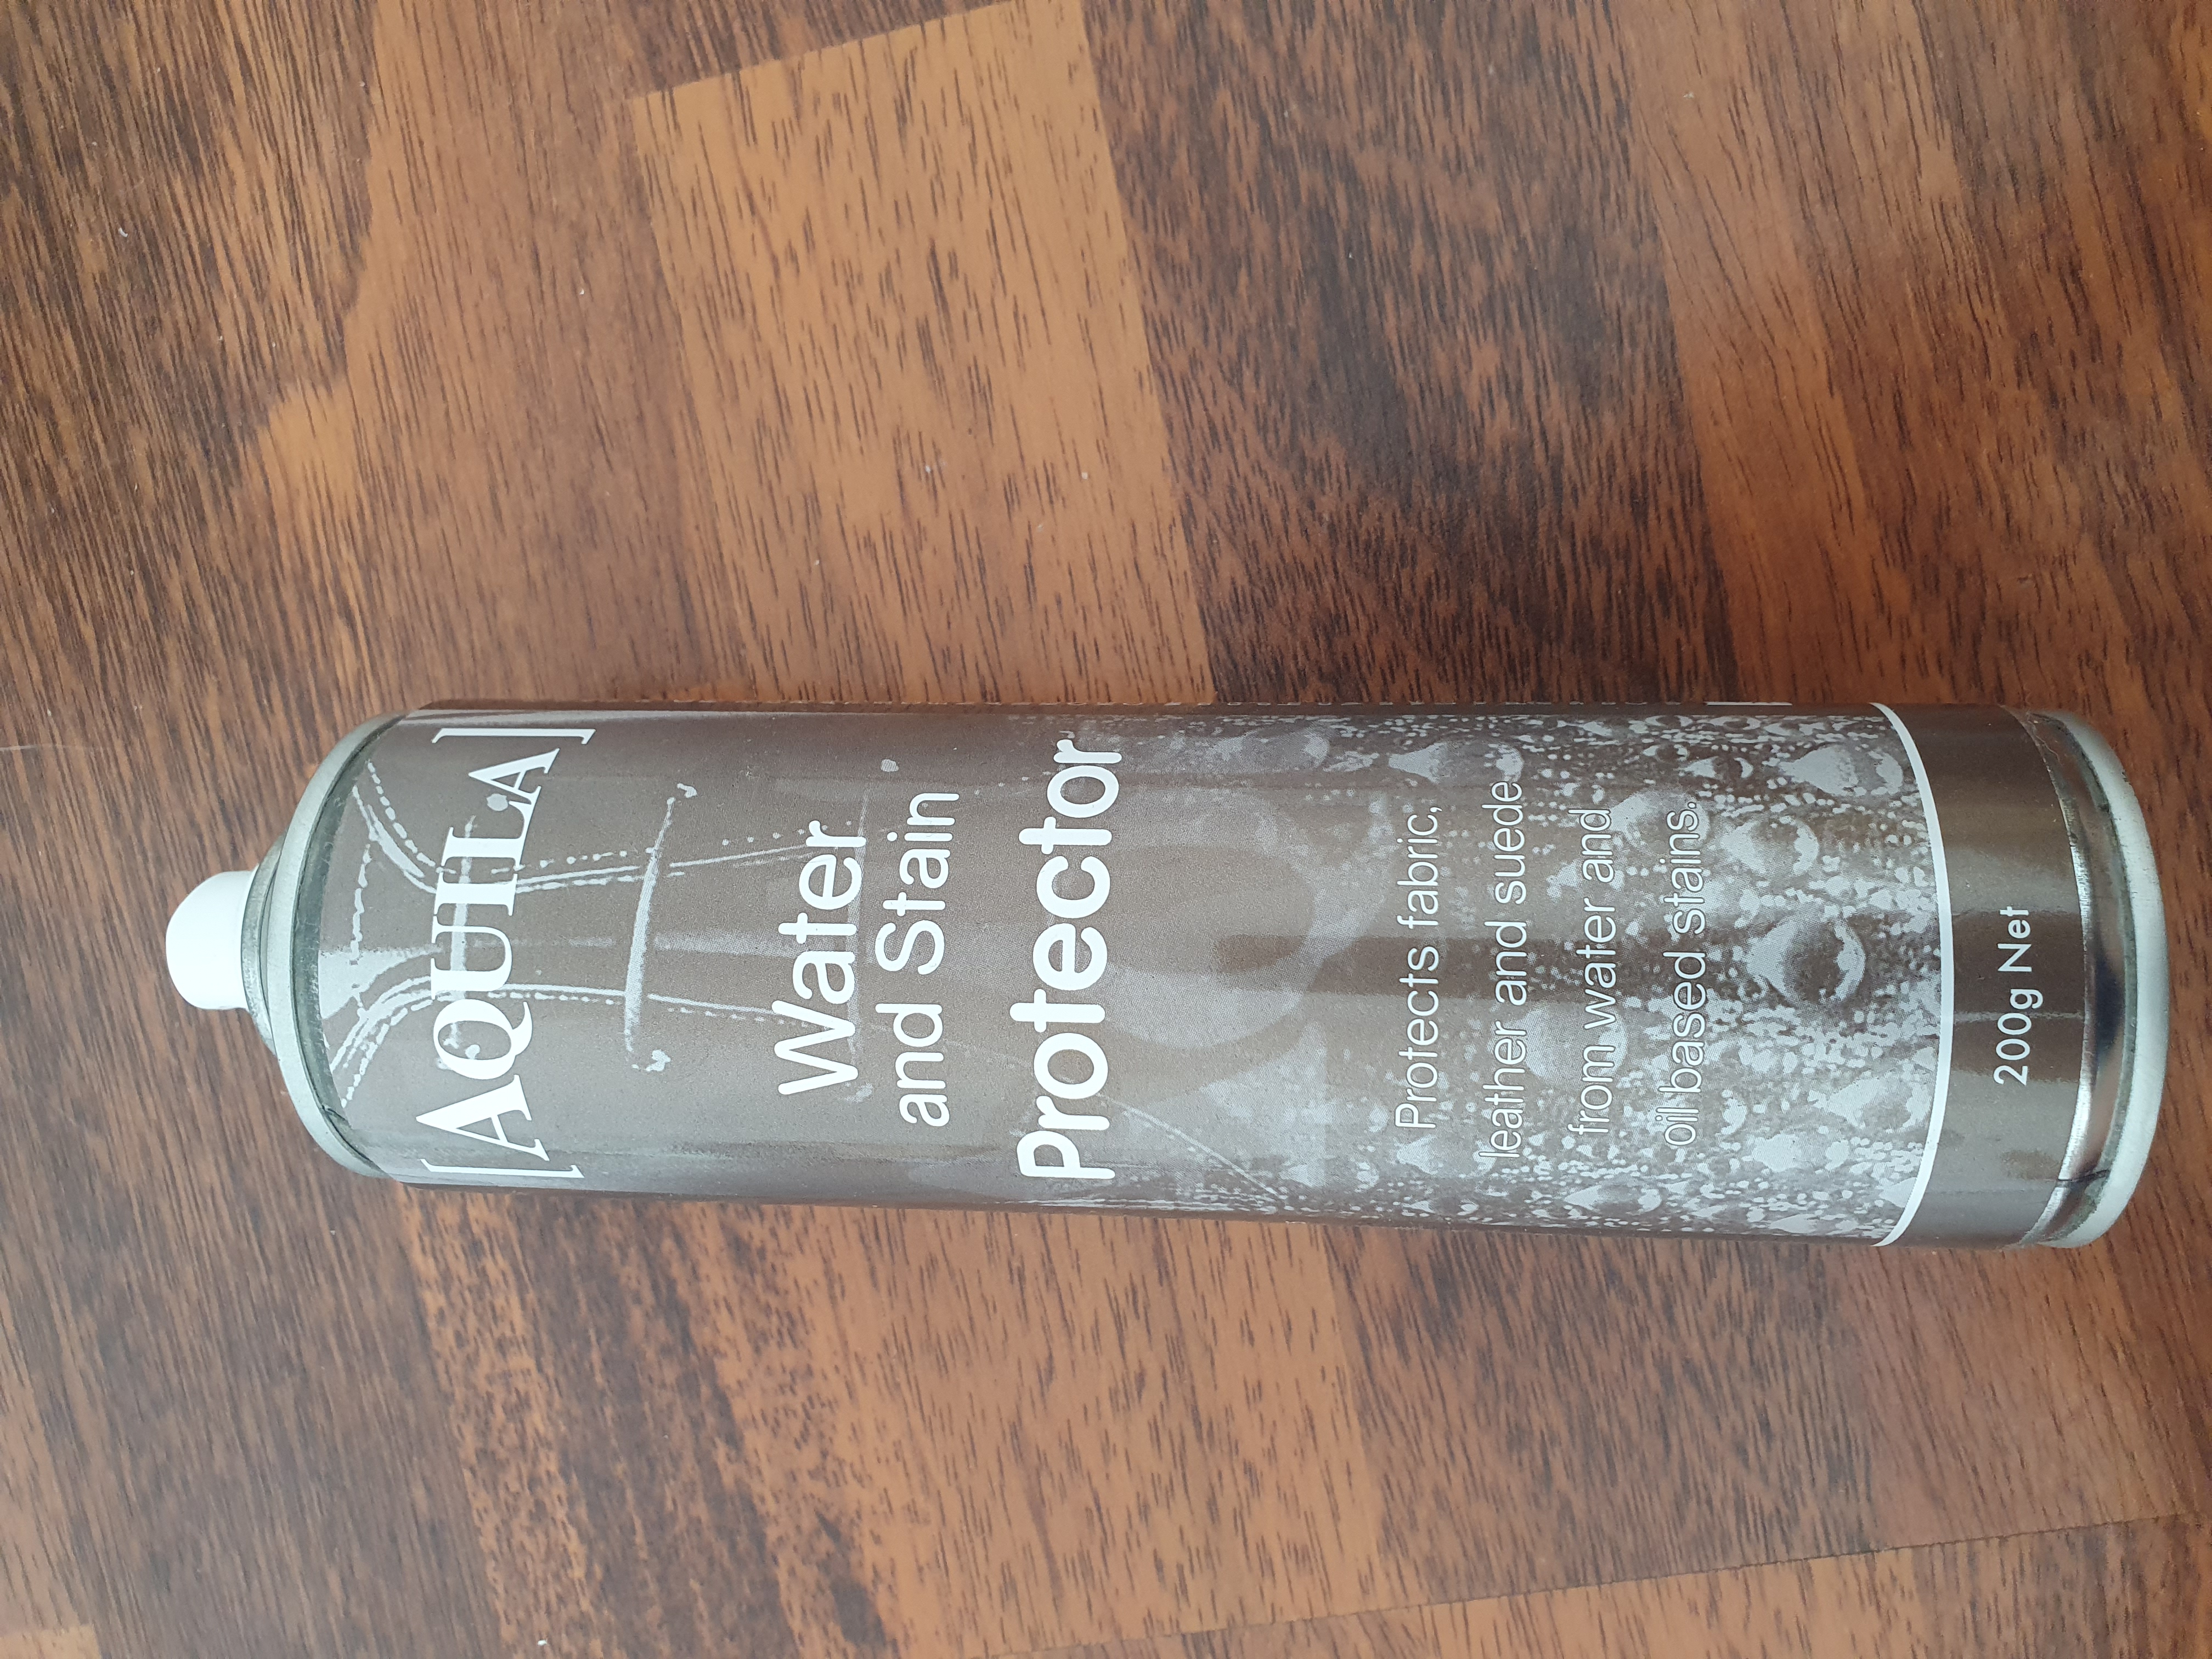 [AQUILA]
Water
and Stain
Protector
Protects fabric,
leather and suede
from water and
oil based stains.
200g Net